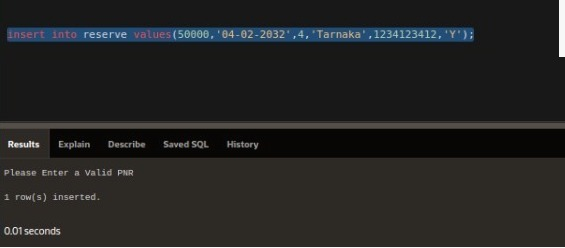 insert into reserve values(50000,'04-02-2032',4,'Tarnaka',1234123412,'Y');
Results Explain Describe Saved SQL History
Please Enter a Valid PNR
1 row(s) inserted.
0.01 seconds